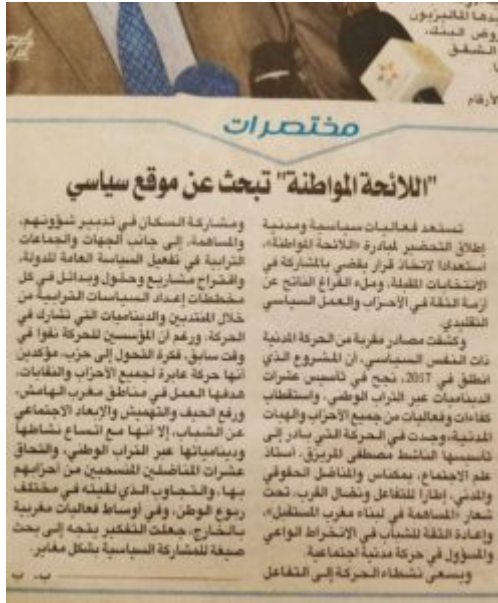 الشفق
الأرقام
مختصرات
"اللائحة المواطنة" تبحث عن موقع سياسي
تستعد فعاليات سياسية ومدنية
إطلاق التحضير لمبادرة «اللائحة المواطنة»،
استعدادا لاتخاذ قرار يقضي بالمشاركة في
الانتخابات المقبلة، وملء الفراغ الناتج عن
أزمة الثقة في الأحزاب والعمل السياسي
التقليدي.
وكشفت مصادر مقربة من الحركة المدنية
ذات النفس السياسي، أن المشروع الذي
انطلق في 2017، نجح في تأسيس عشرات
الديناميات عبر التراب الوطني، واستقطاب
كفاءات وفعاليات من جميع الأحزاب والهيات
المدنية، وجدت في الحركة التي بادر إلى
تأسيسها الناشط مصطفى المريزق، أستاذ
علم الاجتماع، بمكناس والمناضل الحقوقي
والمدني، إطارا للتفاعل ونضال القرب، تحت
شعار «المساهمة في لبناء مغرب المستقبل»،
وإعادة الثقة للشباب في الانخراط الواعي
والمسؤول في حركة مدنية اجتماعية.
ويسعى نشطاء الحركة إلى التفاعل
ومشاركة السكان في تدبير شؤونهم،
والمساهمة، إلى جانب الجهات والجماعات
الترابية في تفعيل السياسة العامة للدولة،
واقتراح مشاريع وحلول وبدائل في كل
مخططات إعداد السياسات الترابية من
خلال المنتديين والديناميات التي تشارك في
الحركة، ورغم أن المؤسسين للحركة نفوا في
وقت سابق، فكرة التحول إلى حزب، مؤكدين
أنها حركة عابرة لجميع الأحزاب والنقابات،
هدفها العمل في مناطق مغرب الهامش،
ورفع الحيف والتهميش والإبعاد الاجتماعي
عن الشباب، إلا أنها مع اتساع نشاطها
ودينامياتها عبر التراب الوطني، والتحاق
عشرات المناضلين المنسحبين من أحزابهم
بها، والتجاوب الذي لقيته في مختلف
ربوع الوطن، وفي أوساط فعاليات مغربية
بالخارج، جعلت التفكير يتجه إلى بحث
صيغة للمشاركة السياسية بشكل مغاير.
ب. ب